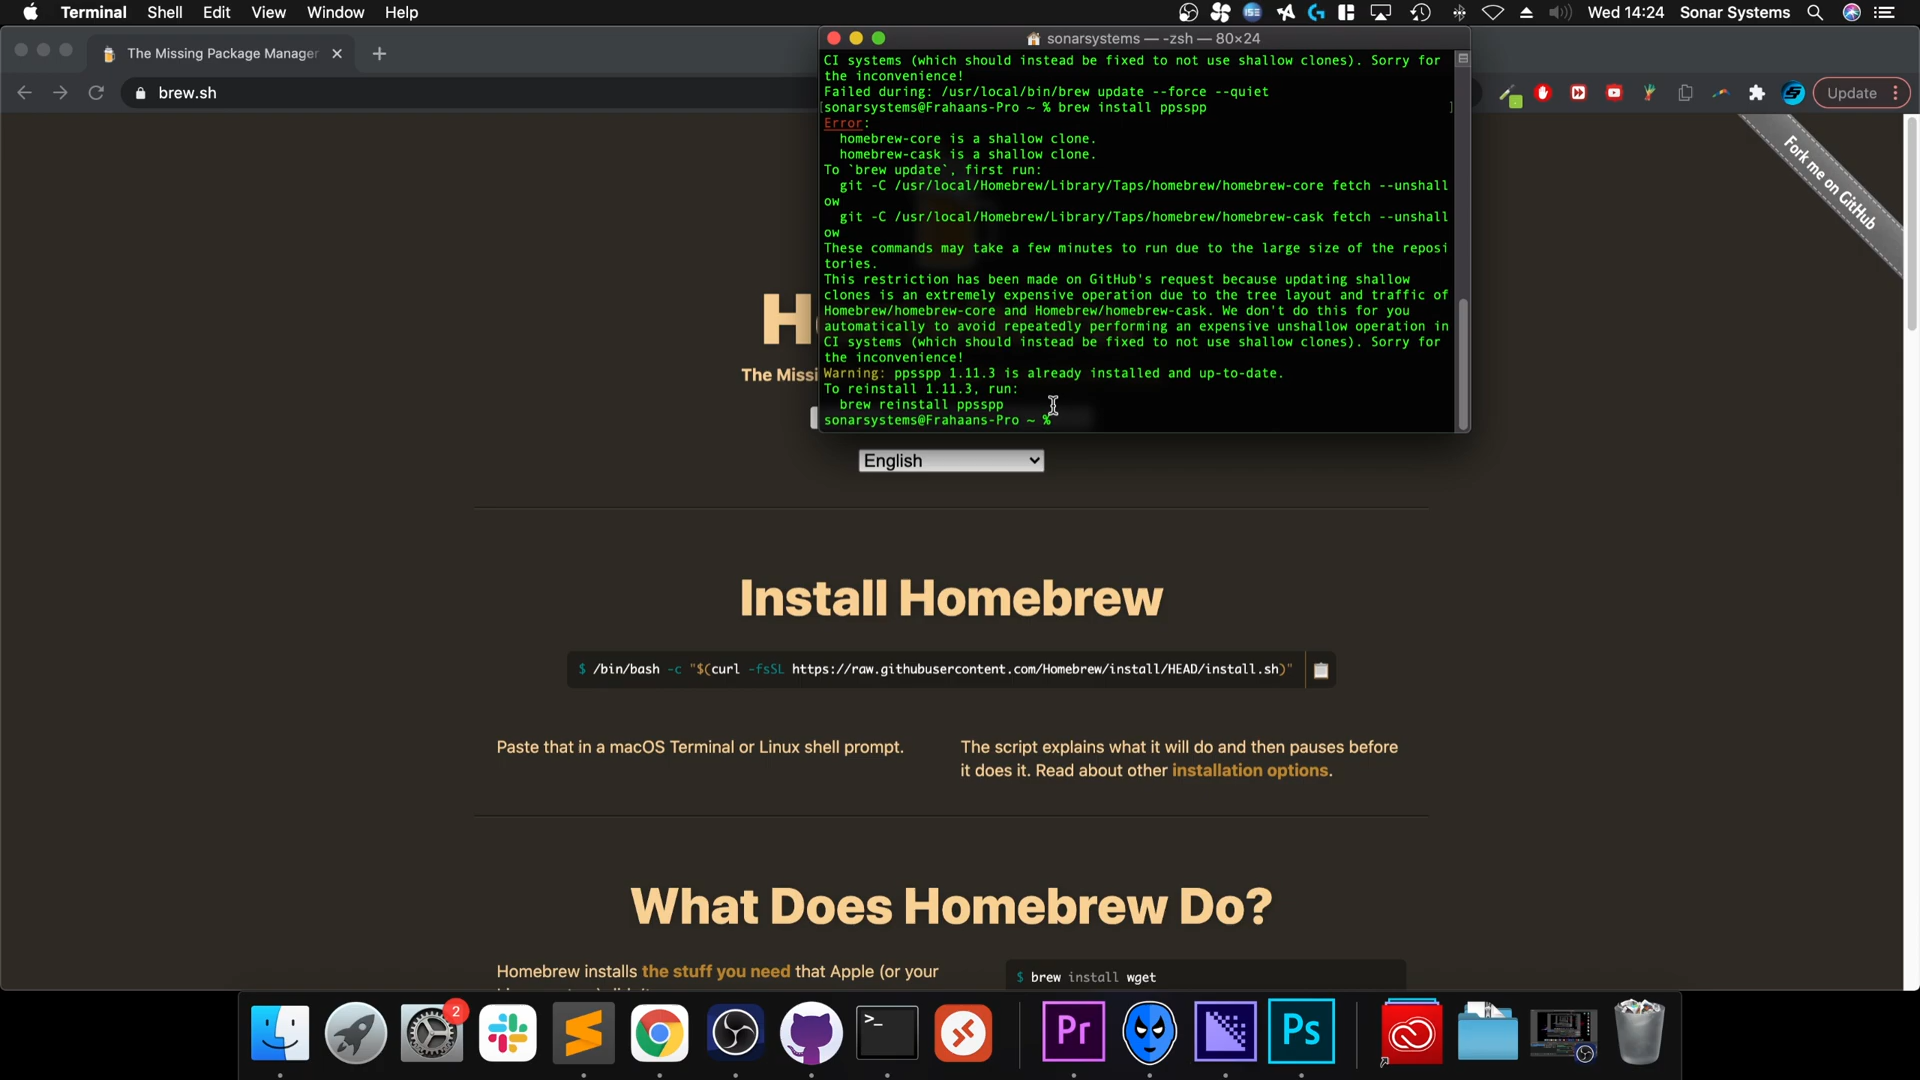 Terminal Shell Edit View Window Help
Wed 14:24 Sonar Systems
The Missing Package Manager
brew.sh
Update
sonarsystems — -zsh — 80×24
CI systems (which should instead be fixed to not use shallow clones). Sorry for
the inconvenience!
Failed during: /usr/local/bin/brew update --force --quiet
[sonarsystems@Frahaans-Pro ~ % brew install ppsspp ]
Error:
homebrew-core is a shallow clone.
homebrew-cask is a shallow clone.
To `brew update`, first run:
git -C /usr/local/Homebrew/Library/Taps/homebrew/homebrew-core fetch --unshall
ow
git -C /usr/local/Homebrew/Library/Taps/homebrew/homebrew-cask fetch --unshall
ow
These commands may take a few minutes to run due to the large size of the reposi
tories.
This restriction has been made on GitHub's request because updating shallow
clones is an extremely expensive operation due to the tree layout and traffic of
Homebrew/homebrew-core and Homebrew/homebrew-cask. We don't do this for you
automatically to avoid repeatedly performing an expensive unshallow operation in
CI systems (which should instead be fixed to not use shallow clones). Sorry for
the inconvenience!
Warning: ppsspp 1.11.3 is already installed and up-to-date.
To reinstall 1.11.3, run:
brew reinstall ppsspp
sonarsystems@Frahaans-Pro ~ %
Fork me on GitHub
H
The Missi
English
Install Homebrew
$ /bin/bash -c "$(curl -fsSL https://raw.githubusercontent.com/Homebrew/install/HEAD/install.sh)"
Paste that in a macOS Terminal or Linux shell prompt.
The script explains what it will do and then pauses before
it does it. Read about other installation options.
What Does Homebrew Do?
Homebrew installs the stuff you need that Apple (or your
$ brew install wget
2
Pr
Ps